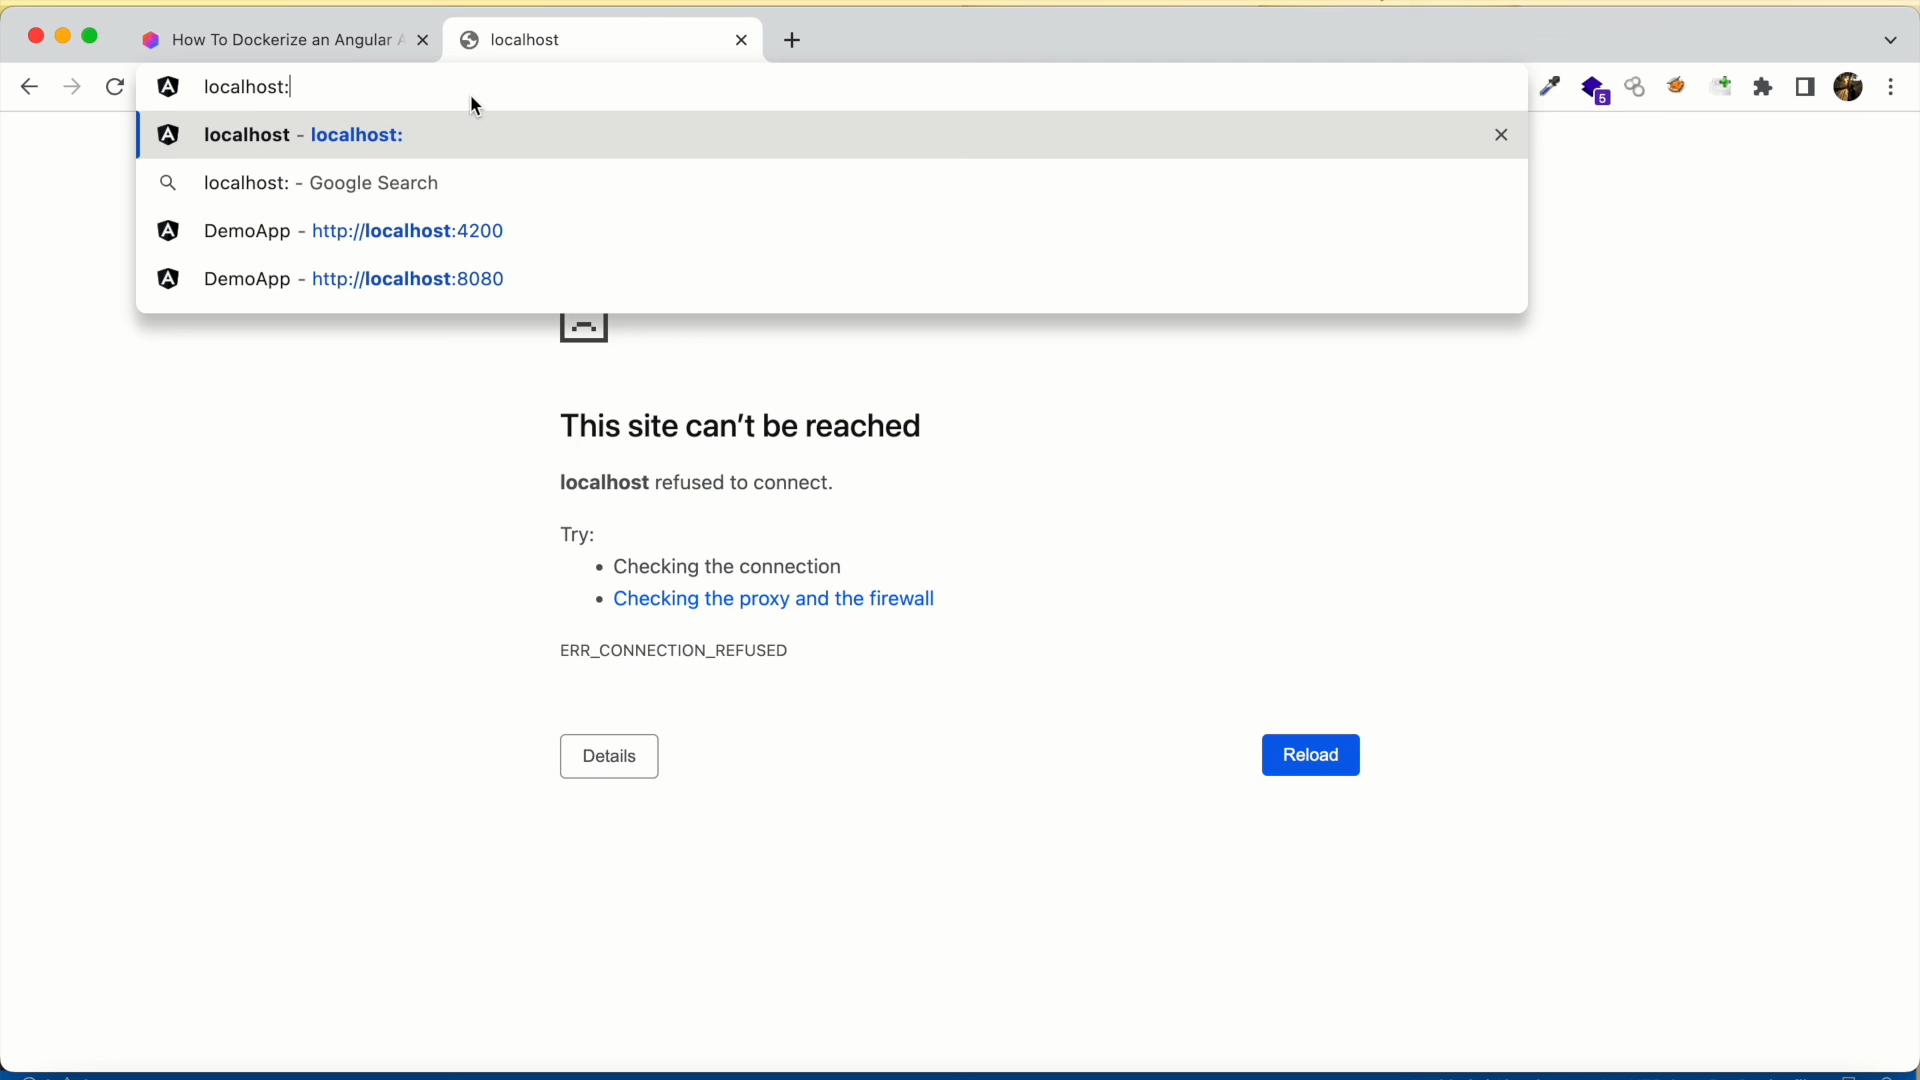 How To Dockerize an Angular A
localhost
localhost:
5
localhost - localhost:
localhost: - Google Search
DemoApp - http://localhost:4200
DemoApp - http://localhost:8080
This site can’t be reached
localhost refused to connect.
Try:
• Checking the connection
• Checking the proxy and the firewall
ERR_CONNECTION_REFUSED
Details
Reload